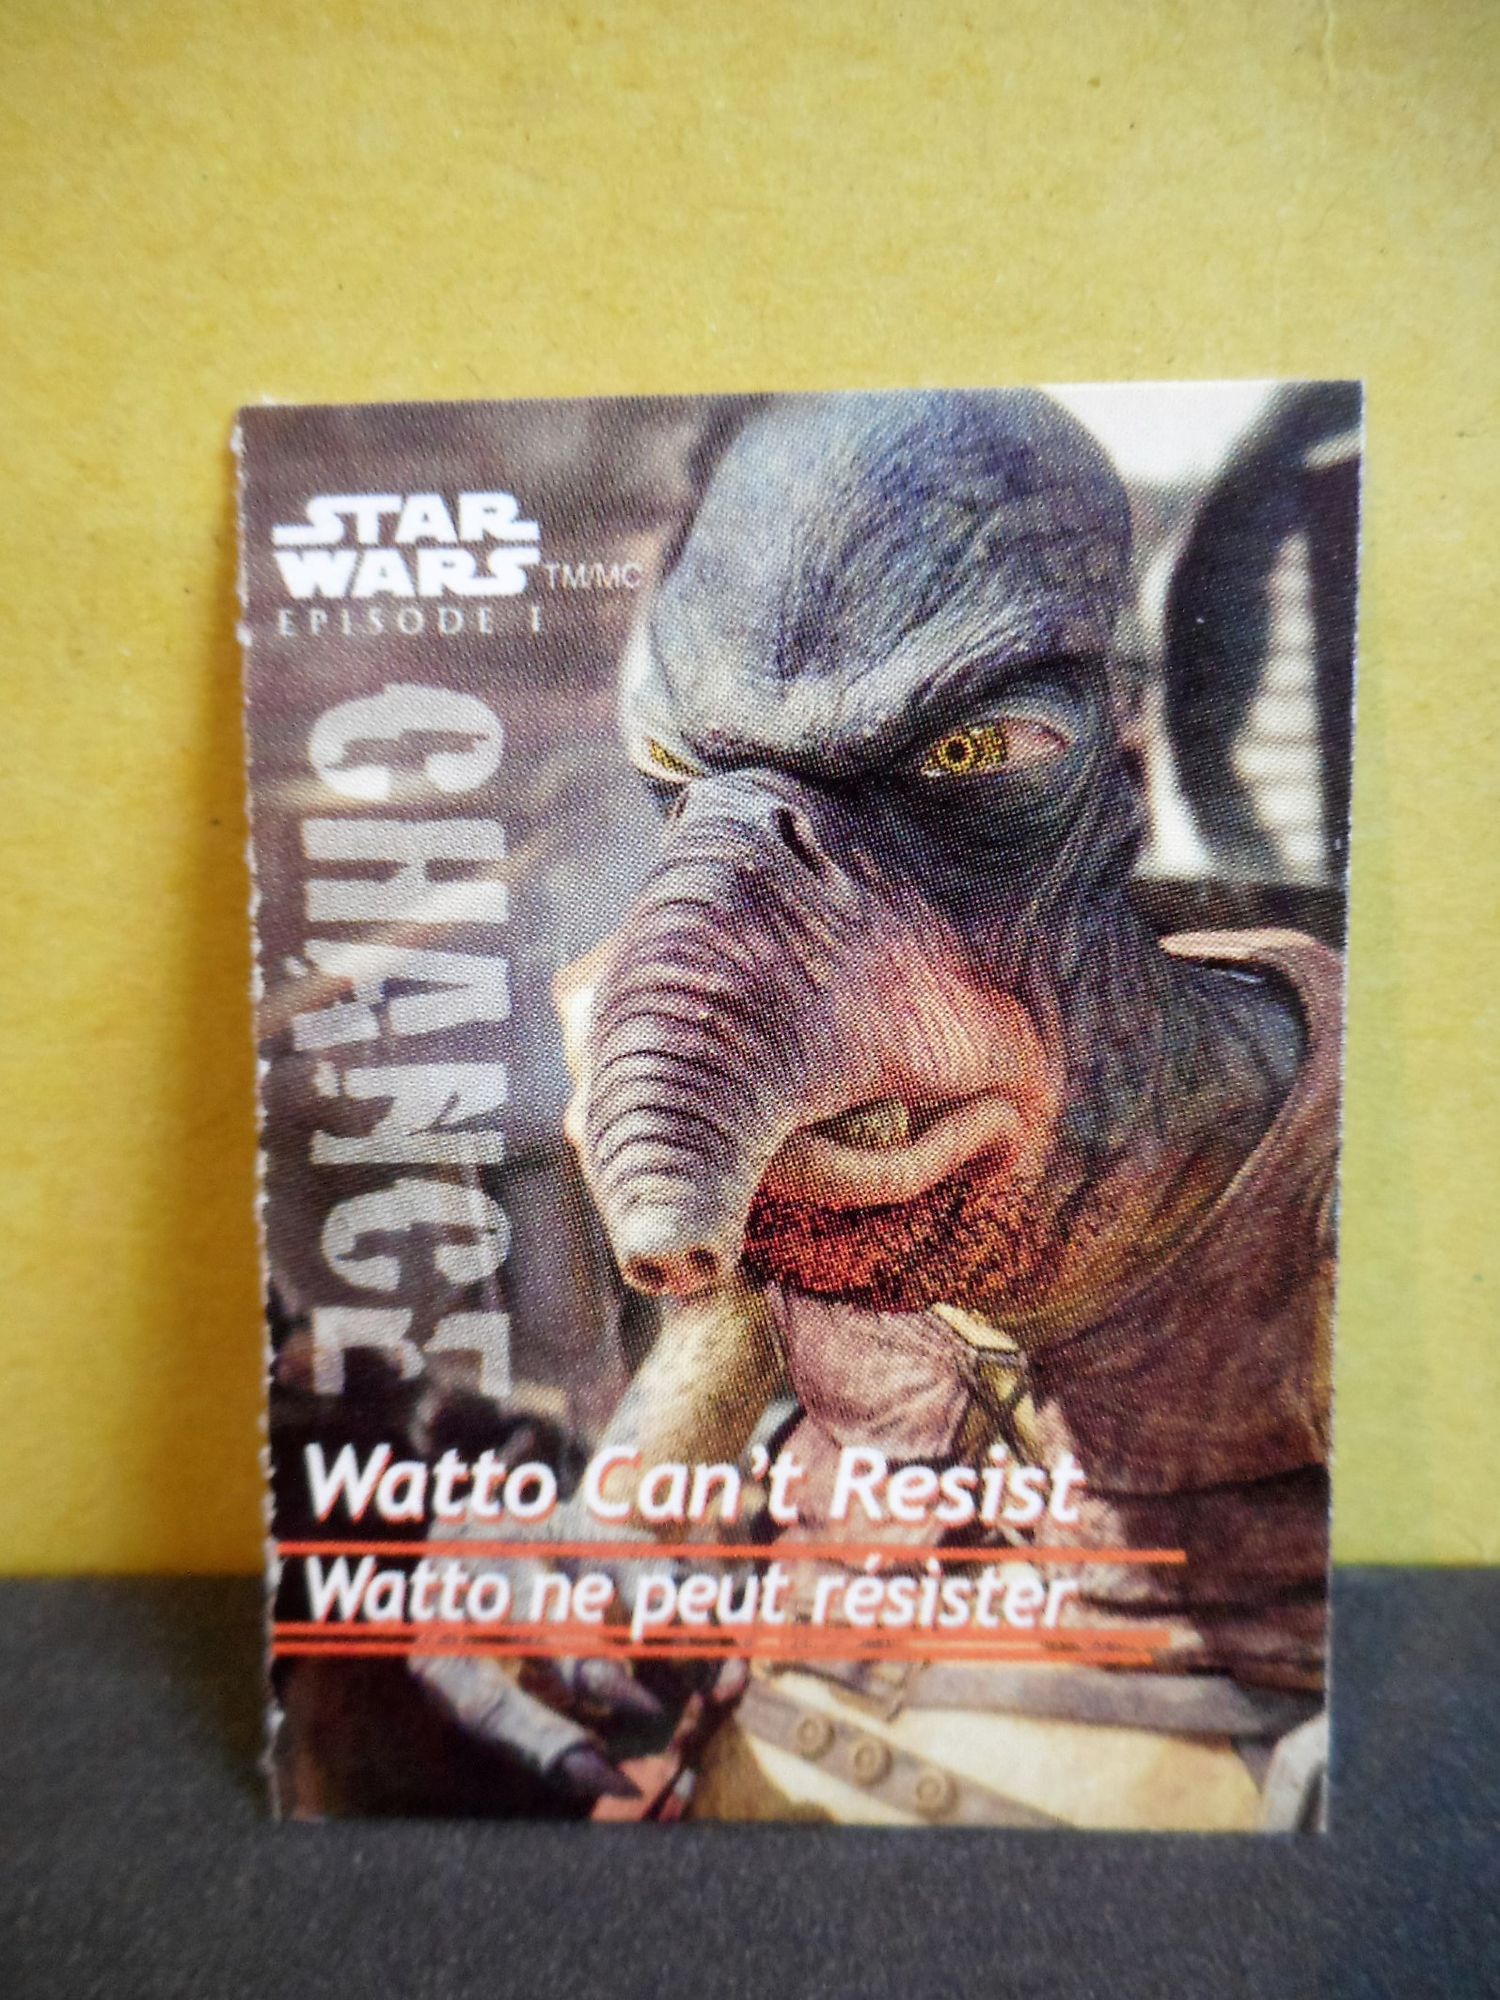 STAR
WARS TM/MC
EPISODE I
CHANCE
Watto Can't Resist
Watto ne peut résister